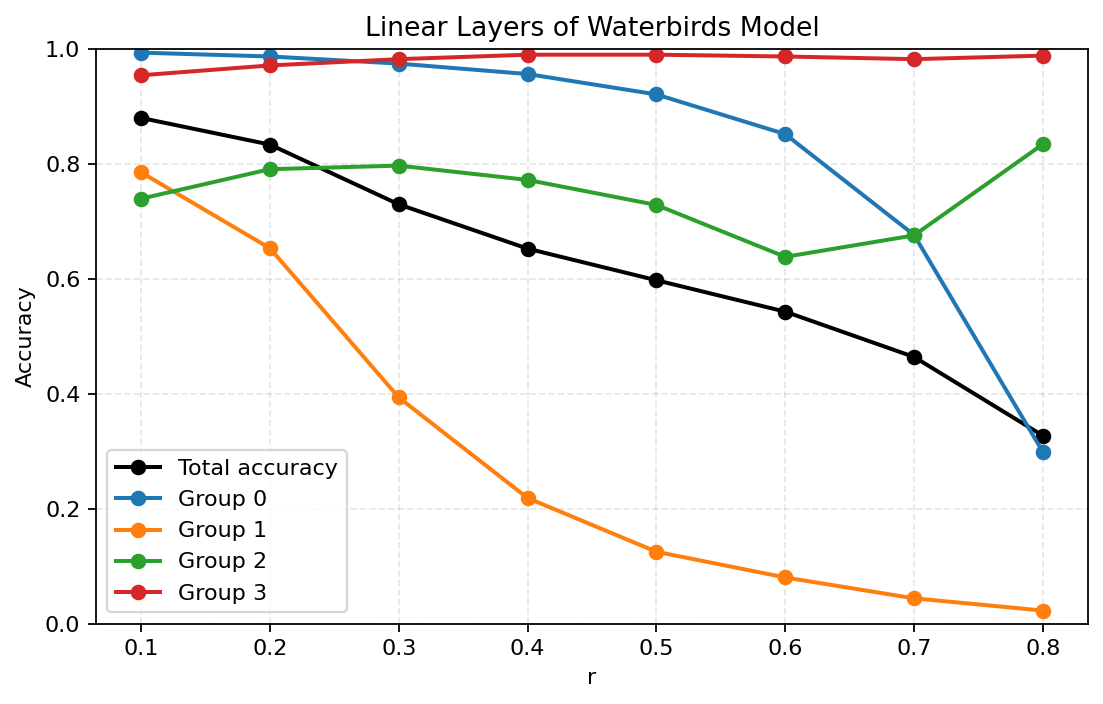 Linear Layers of Waterbirds Model
Accuracy
1.0
0.8
0.6
0.4
0.2
0.0
Total accuracy
Group 0
Group 1
Group 2
Group 3
0.1 0.2 0.3 0.4 0.5 0.6 0.7 0.8
r